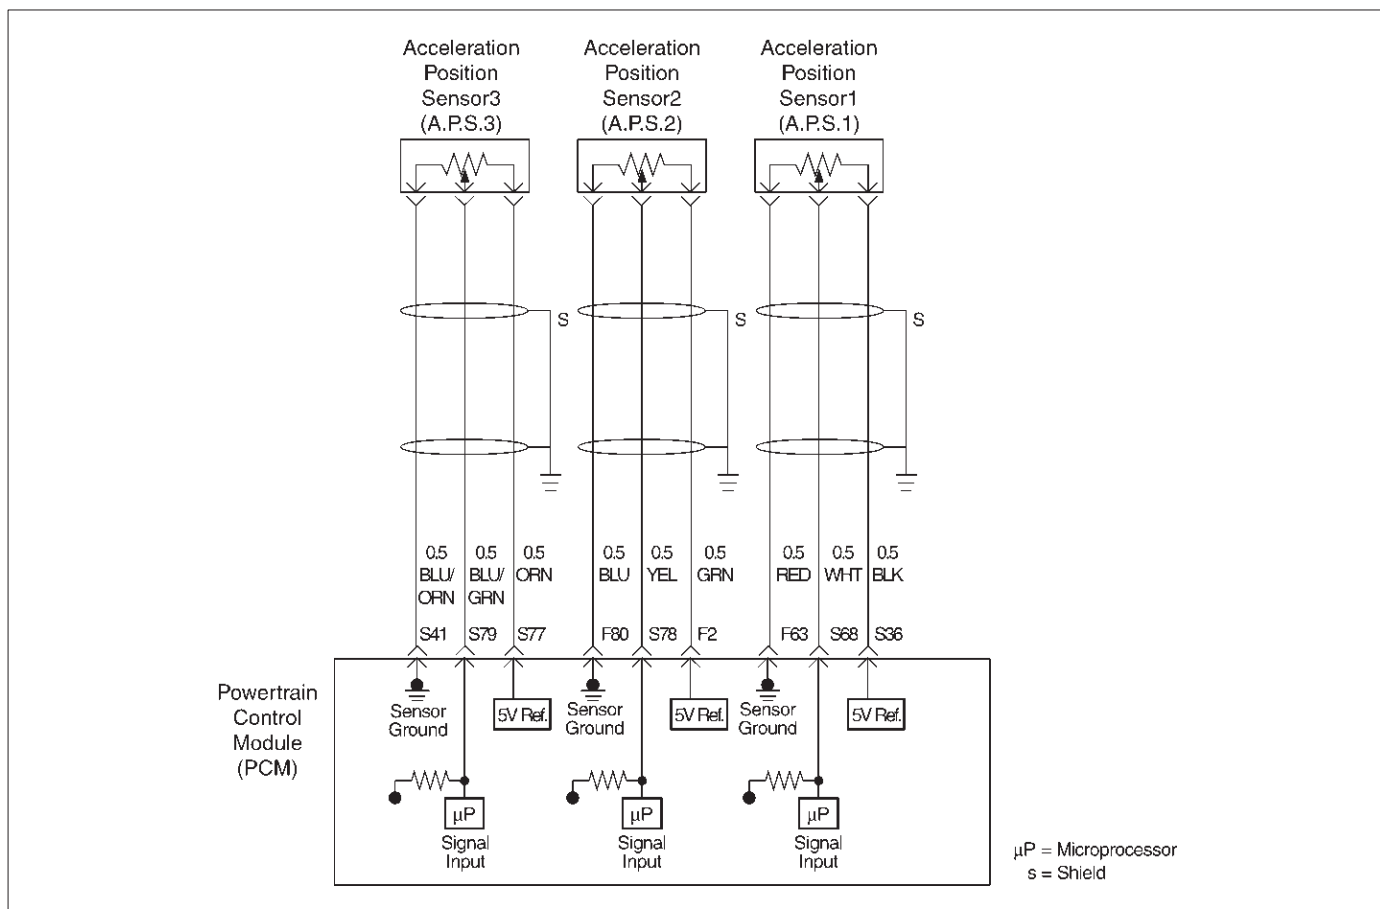 Acceleration
Position
Sensor3
(A.P.S.3)
Acceleration
Position
Sensor2
(A.P.S.2)
Acceleration
Position
Sensor1
(A.P.S.1)
S
S
S
0.5
BLU/
ORN
0.5
BLU/
GRN
0.5
ORN
0.5
BLU
0.5
YEL
0.5
GRN
0.5
RED
0.5
WHT
0.5
BLK
S41
S79
S77
F80
S78
F2
F63
S68
S36
Powertrain
Control
Module
(PCM)
Sensor
Ground
5V Ref.
Sensor
Ground
5V Ref.
Sensor
Ground
5V Ref.
µP
Signal
Input
µP
Signal
Input
µP
Signal
Input
µP = Microprocessor
s = Shield